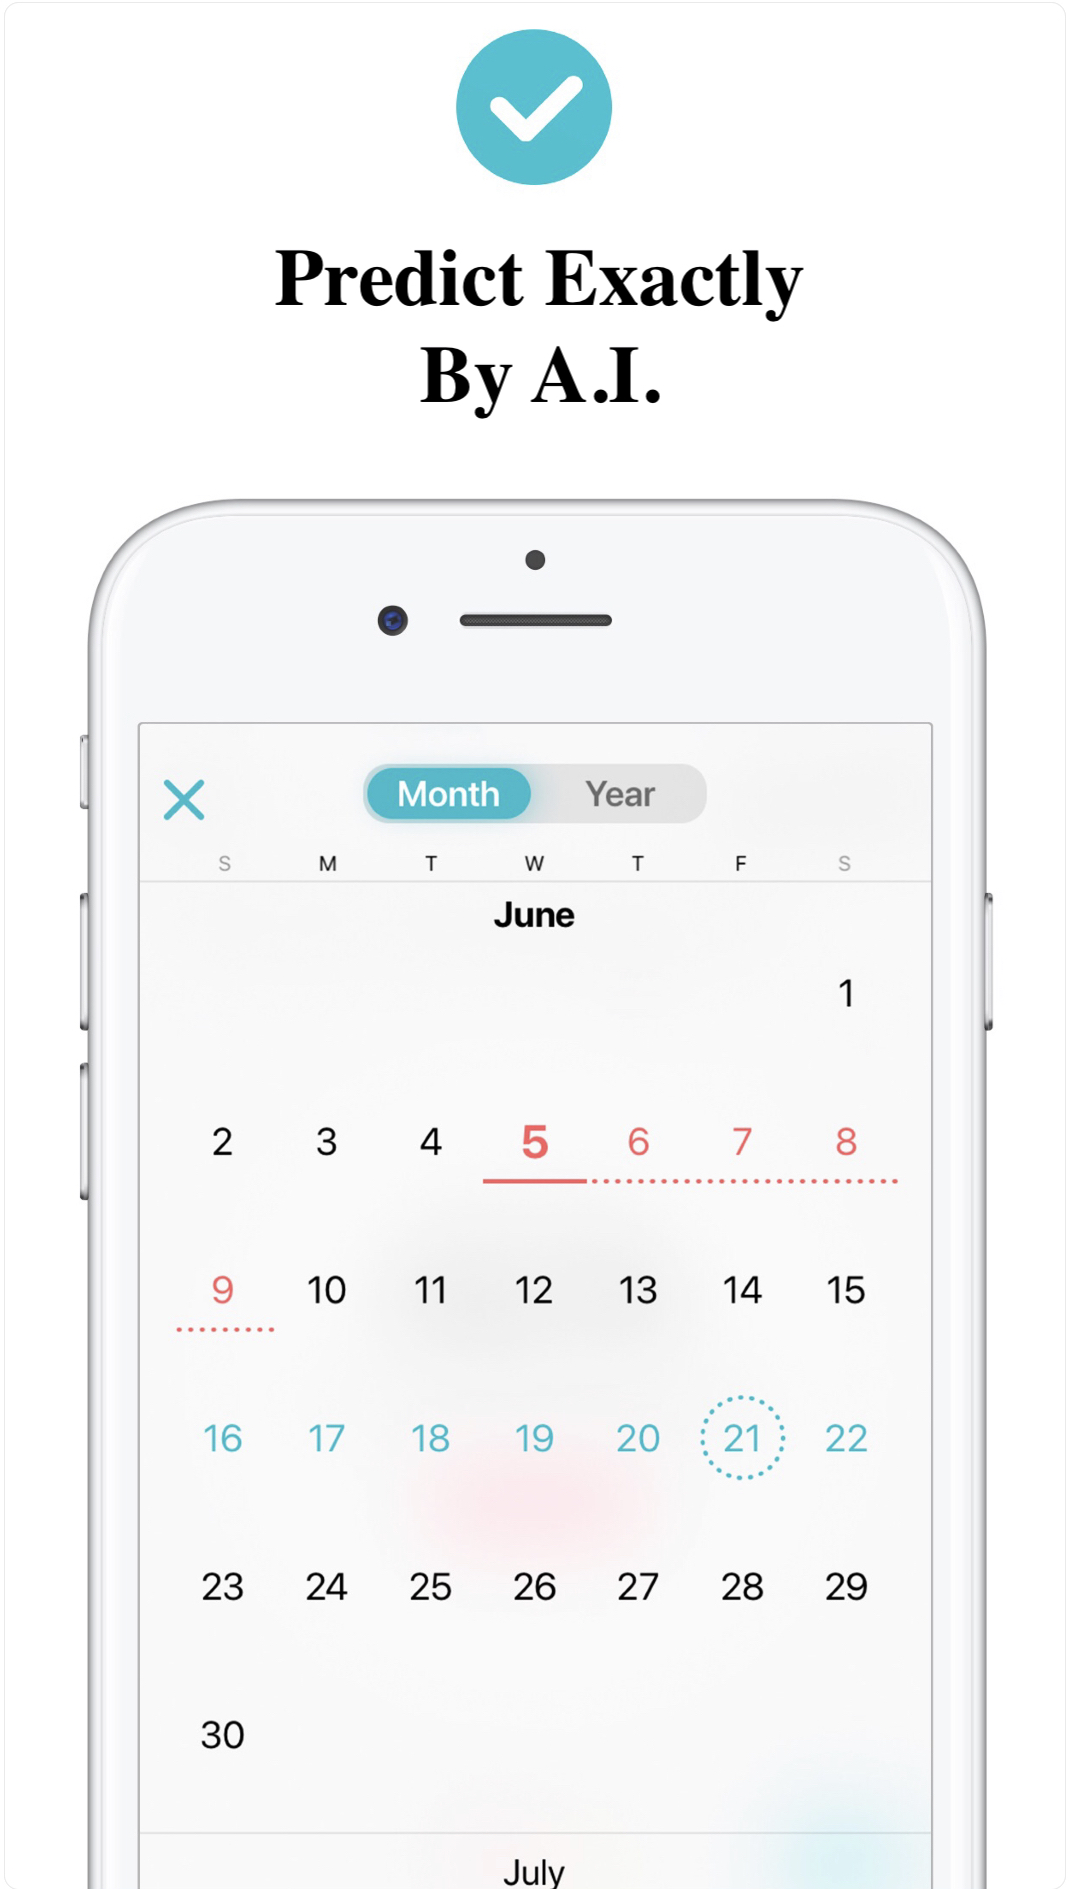 Predict Exactly
By A.I.
Month Year
S M T W T F S
June
1
2 3 4 5 6 7 8
9 10 11 12 13 14 15
16 17 18 19 20 21 22
23 24 25 26 27 28 29
30
July